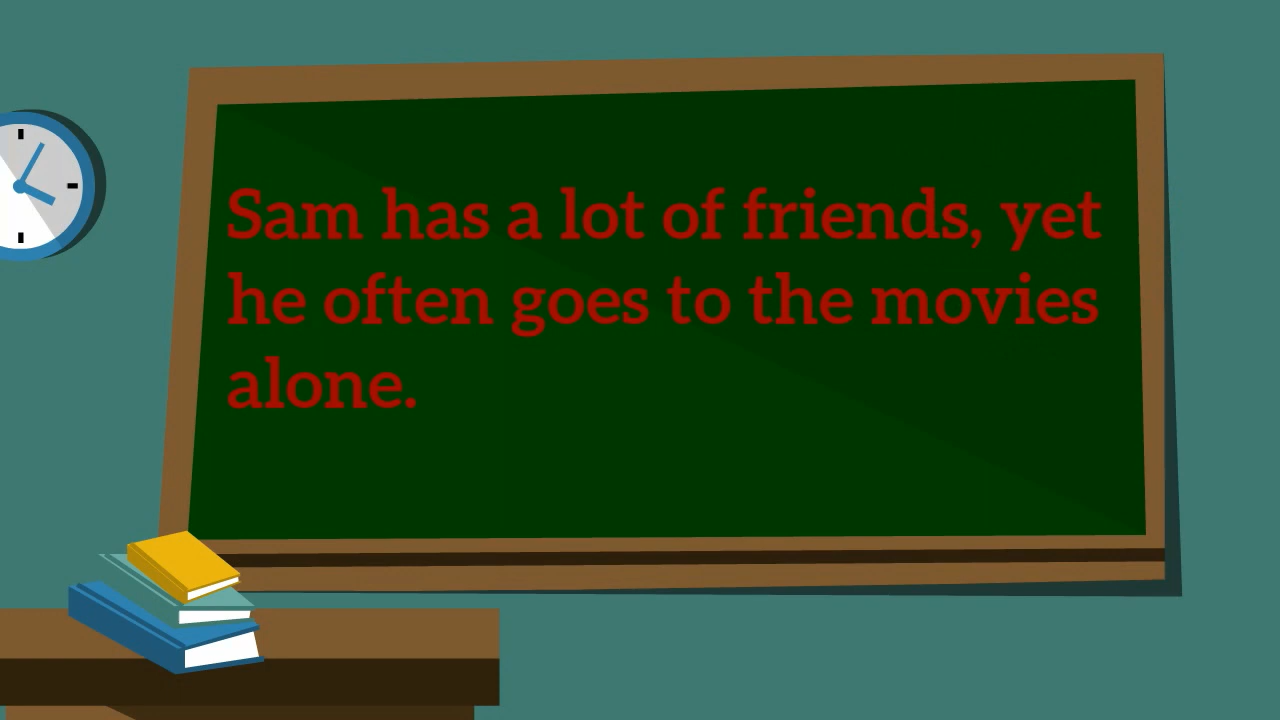 Sam has a lot of friends, yet
he often goes to the movies
alone.